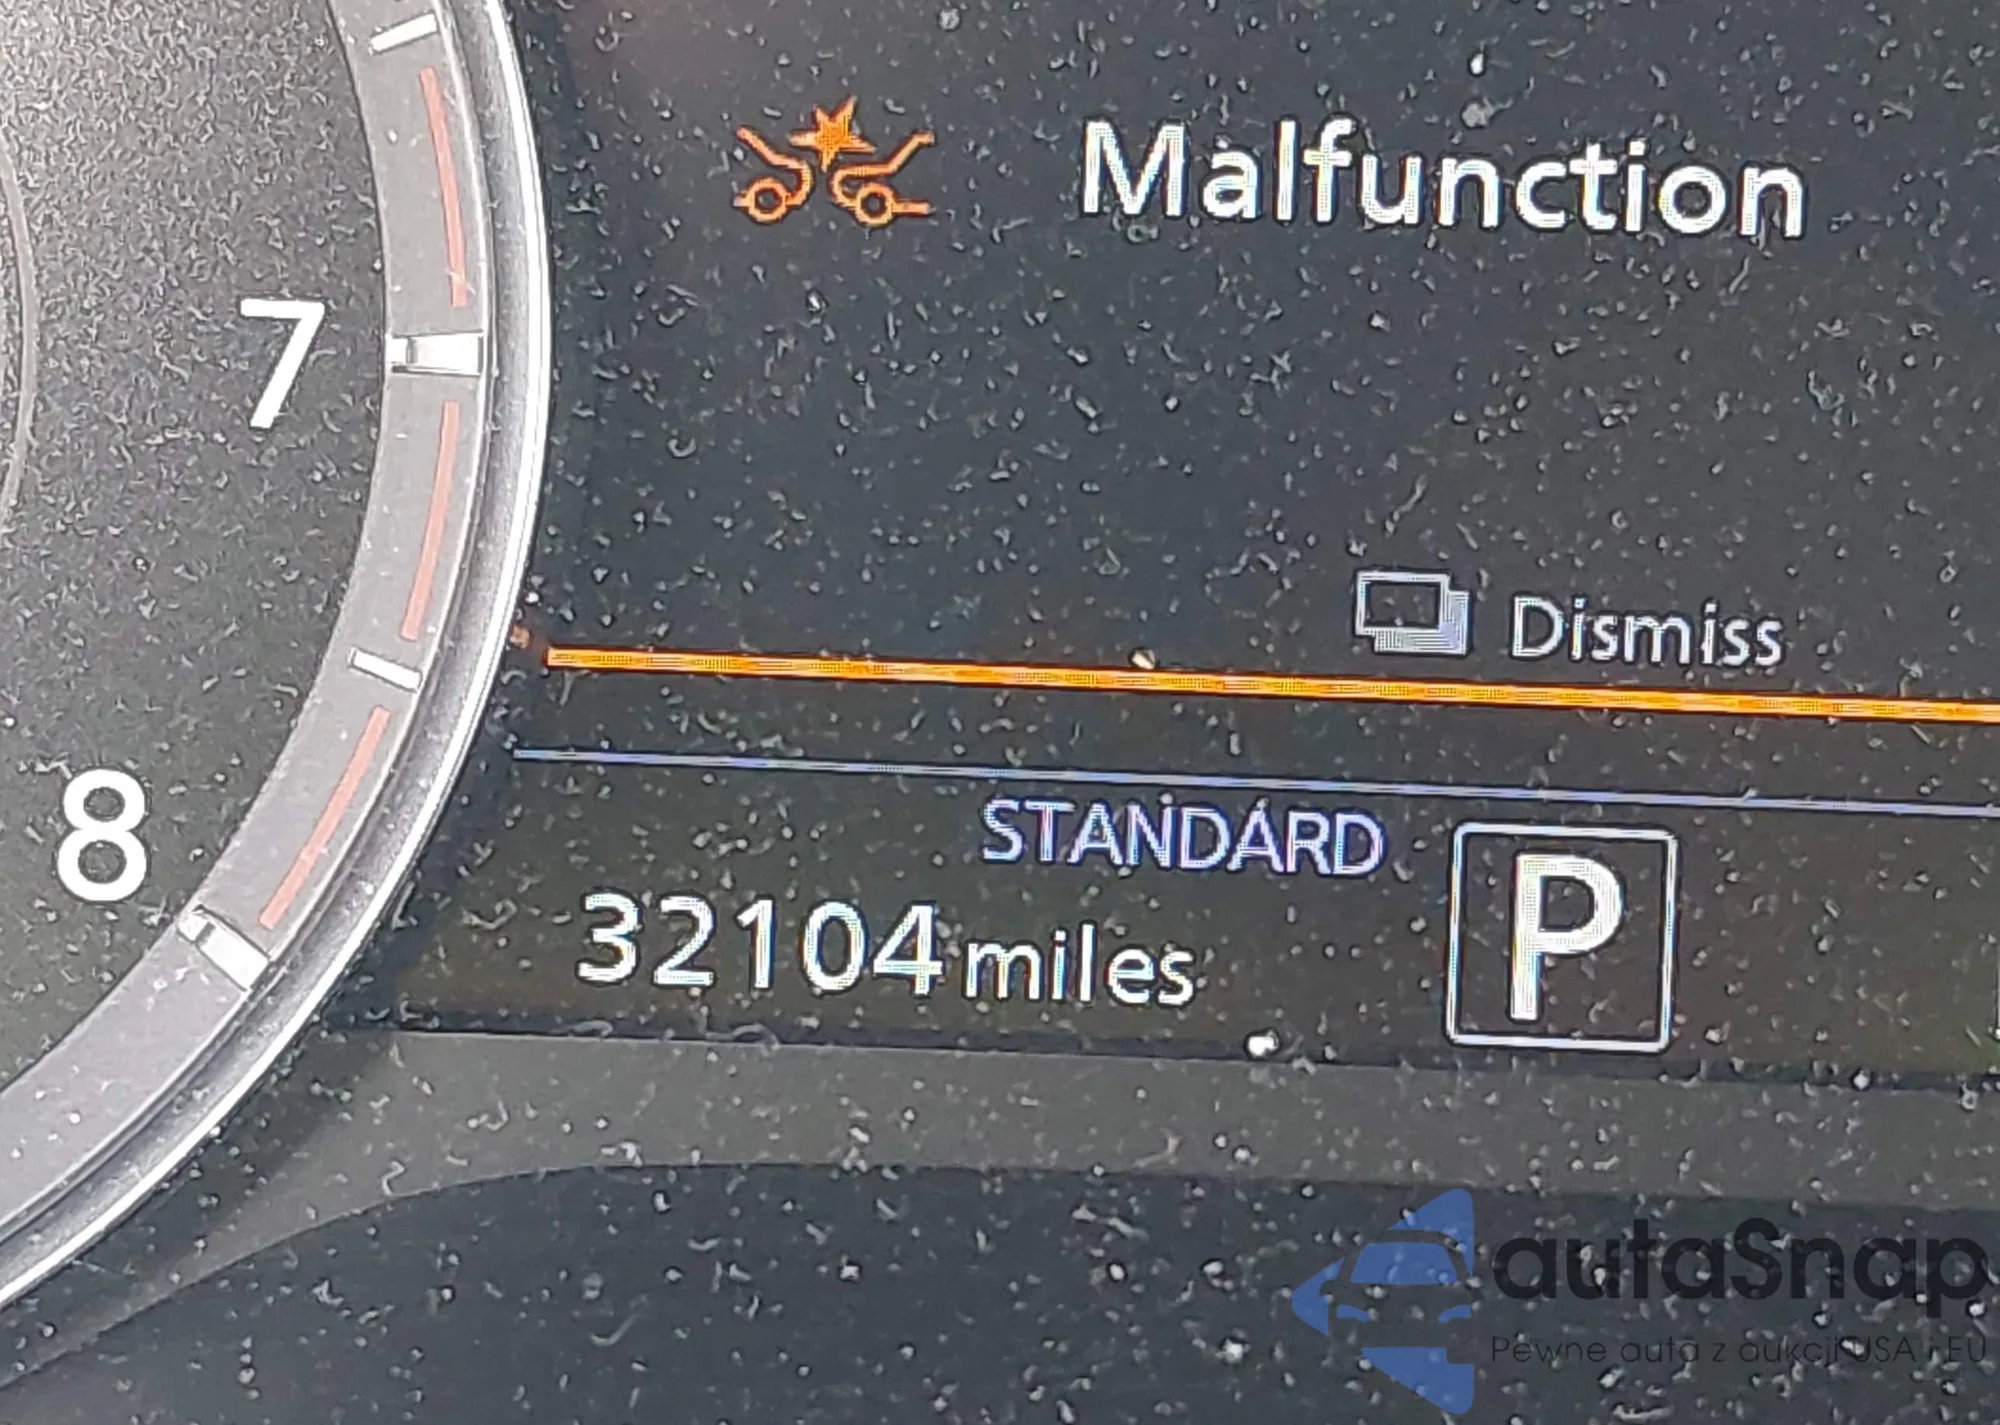 Malfunction
7
Dismiss
STANDARD
8
32104 miles
P
autaSnap
Pewne auta z aukcji USA i EU